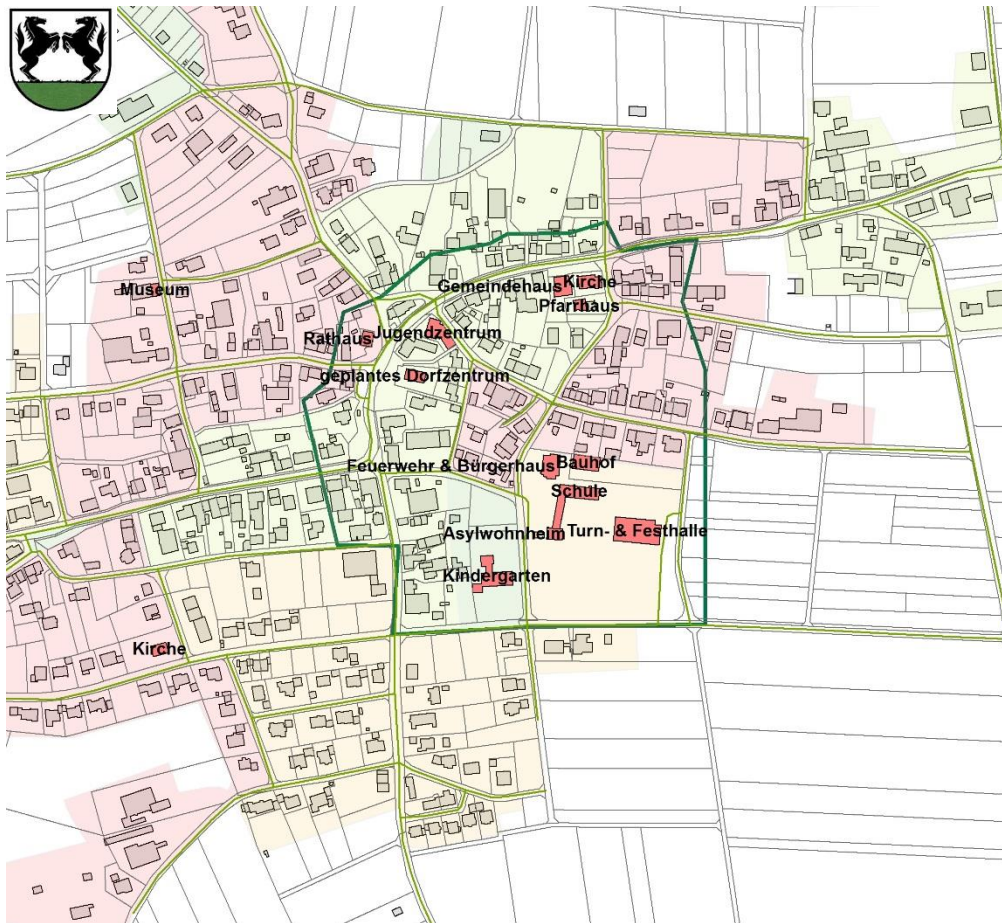 Kirche
Gemeindehaus
Museum
Pfarrhaus
Jugendzentrum
Rathaus
geplantes Dorfzentrum
Feuerwehr & Bürgerhaus
Bauhof
Schule
Turn- & Festhalle
Asylwohnheim
Kindergarten
Kirche